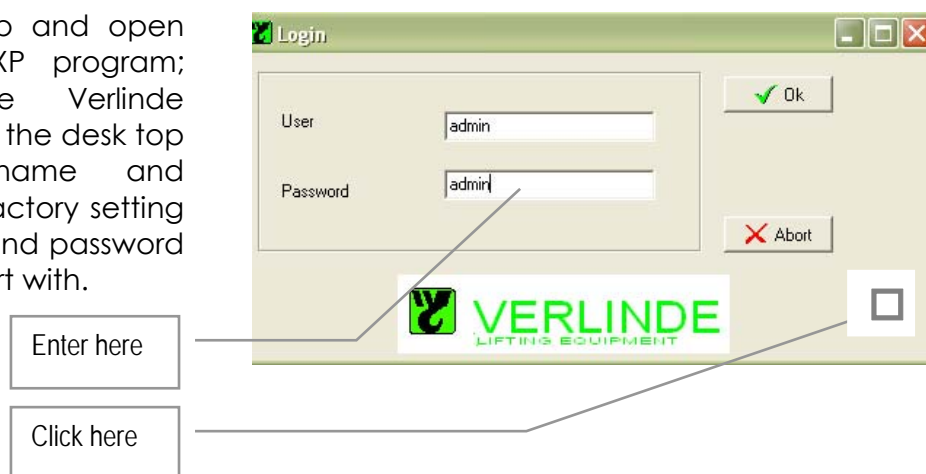 p and open
XP program;
e Verlinde
the desk top
name and
actory setting
nd password
rt with.
Login
User admin
Ok
Password admin
Abort
VERLINDE
LIFTING EQUIPMENT
Enter here
Click here